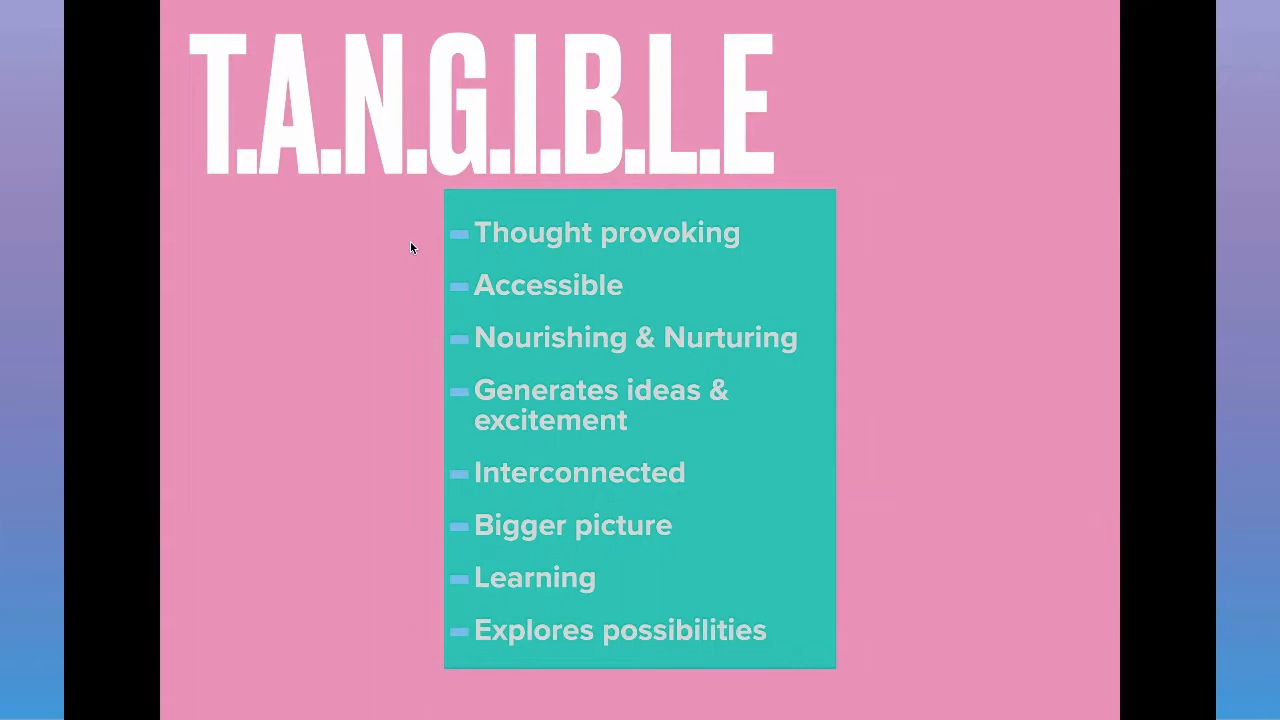 T.A.N.G.I.B.L.E
Thought provoking
Accessible
Nourishing & Nurturing
Generates ideas &
excitement
Interconnected
Bigger picture
Learning
Explores possibilities